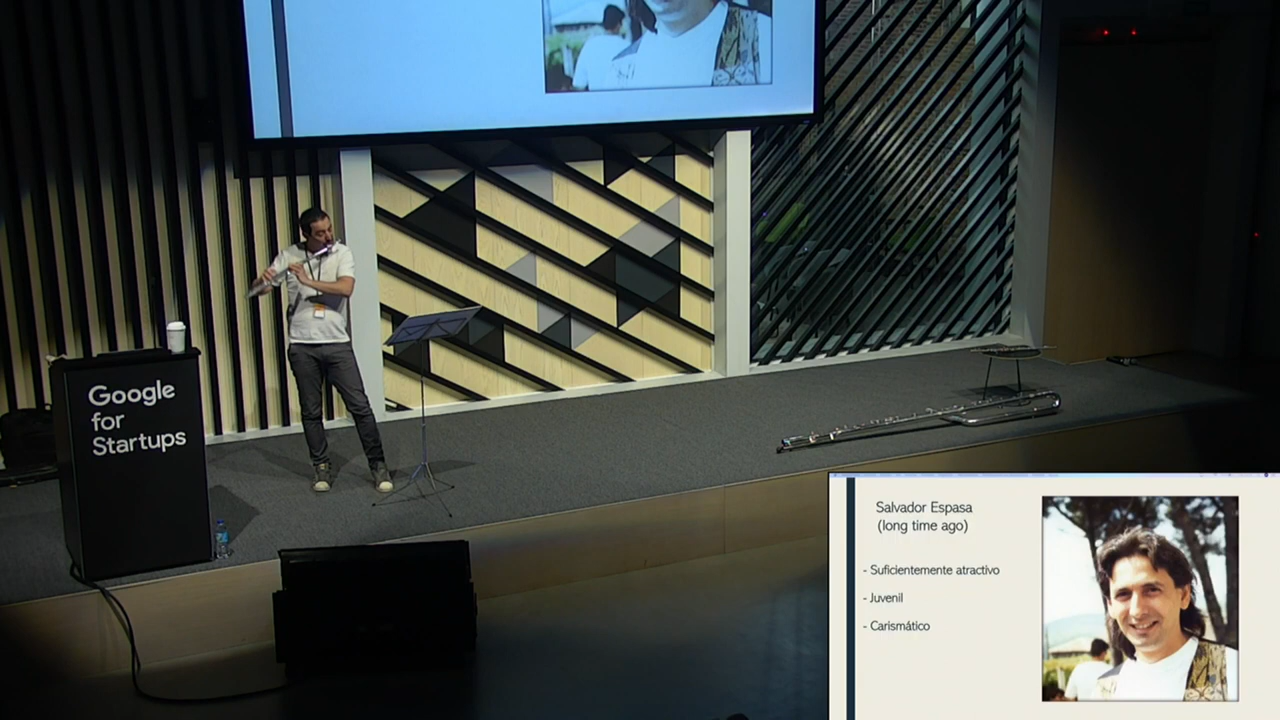 Google
for
Startups
Salvador Espasa
(long time ago)
- Suficientemente atractivo
- Juvenil
- Carismático